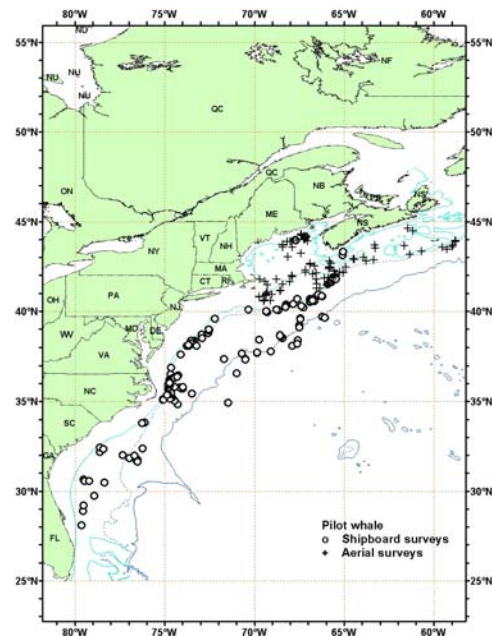 80°W 75°W 70°W 65°W 60°W
55°N 55°N
50°N 50°N
45°N 45°N
40°N 40°N
35°N 35°N
30°N 30°N
25°N 25°N
NU
NU
NU
NF
QC
ON
QC
NB
NS
ME
NS
VT
NH
NY
MA
CT RI
PA
NJ
OH
MD
DE
WV
VA
NC
SC
GA
FL
Pilot whale
Shipboard surveys
Aerial surveys
80°W 75°W 70°W 65°W 60°W